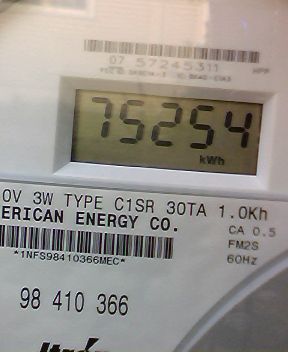 07 57245311
HPP
75254
kWh
0V 3W TYPE C1SR 30TA 1.0Kh
ERICAN ENERGY CO.
CA 0.5
FM2S
*1NFS98410366MEC*
60Hz
98 410 366